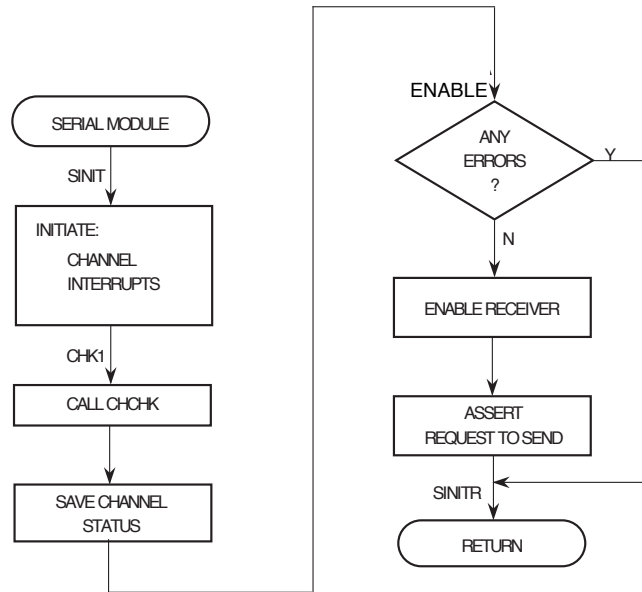 SERIAL MODULE
SINIT
INITIATE:
CHANNEL
INTERRUPTS
CHK1
CALL CHCHK
SAVE CHANNEL
STATUS
ENABLE
ANY
ERRORS
?
Y
N
ENABLE RECEIVER
ASSERT
REQUEST TO SEND
SINITR
RETURN